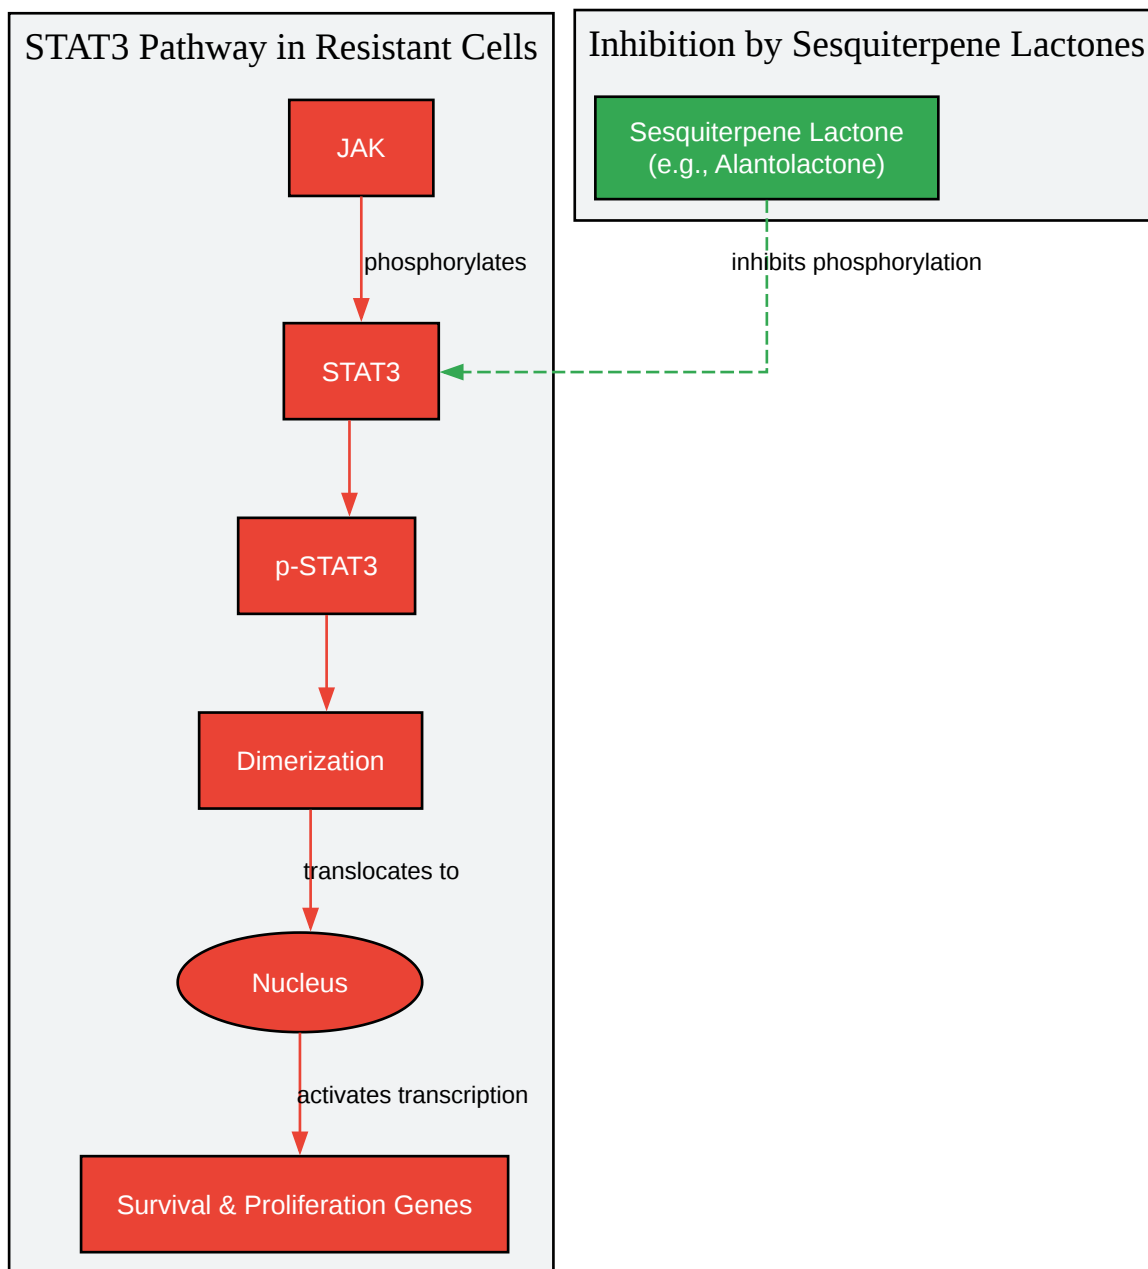 STAT3 Pathway in Resistant Cells
JAK
phosphorylates
STAT3
p-STAT3
Dimerization
translocates to
Nucleus
activates transcription
Survival & Proliferation Genes
Inhibition by Sesquiterpene Lactones
Sesquiterpene Lactone
(e.g., Alantolactone)
inhibits phosphorylation